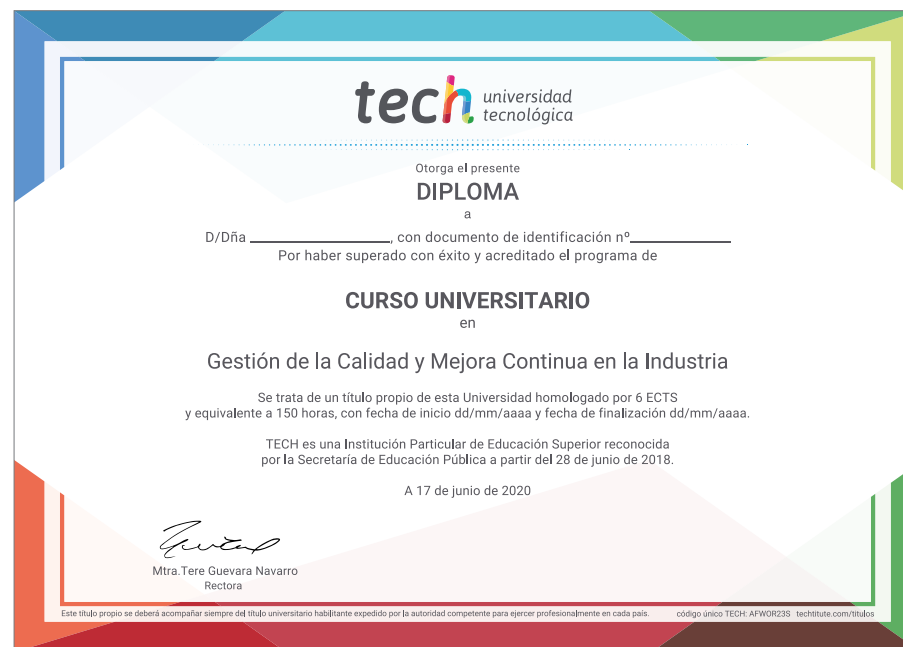 tech universidad
tecnológica
Otorga el presente
DIPLOMA
a
D/Dña ____________________, con documento de identificación nº______________
Por haber superado con éxito y acreditado el programa de
CURSO UNIVERSITARIO
en
Gestión de la Calidad y Mejora Continua en la Industria
Se trata de un título propio de esta Universidad homologado por 6 ECTS
y equivalente a 150 horas, con fecha de inicio dd/mm/aaaa y fecha de finalización dd/mm/aaaa.
TECH es una Institución Particular de Educación Superior reconocida
por la Secretaría de Educación Pública a partir del 28 de junio de 2018.
A 17 de junio de 2020
Mtra.Tere Guevara Navarro
Rectora
Este título propio se deberá acompañar siempre del título universitario habilitante expedido por la autoridad competente para ejercer profesionalmente en cada país. código único TECH: AFWOR23S techtitute.com/titulos